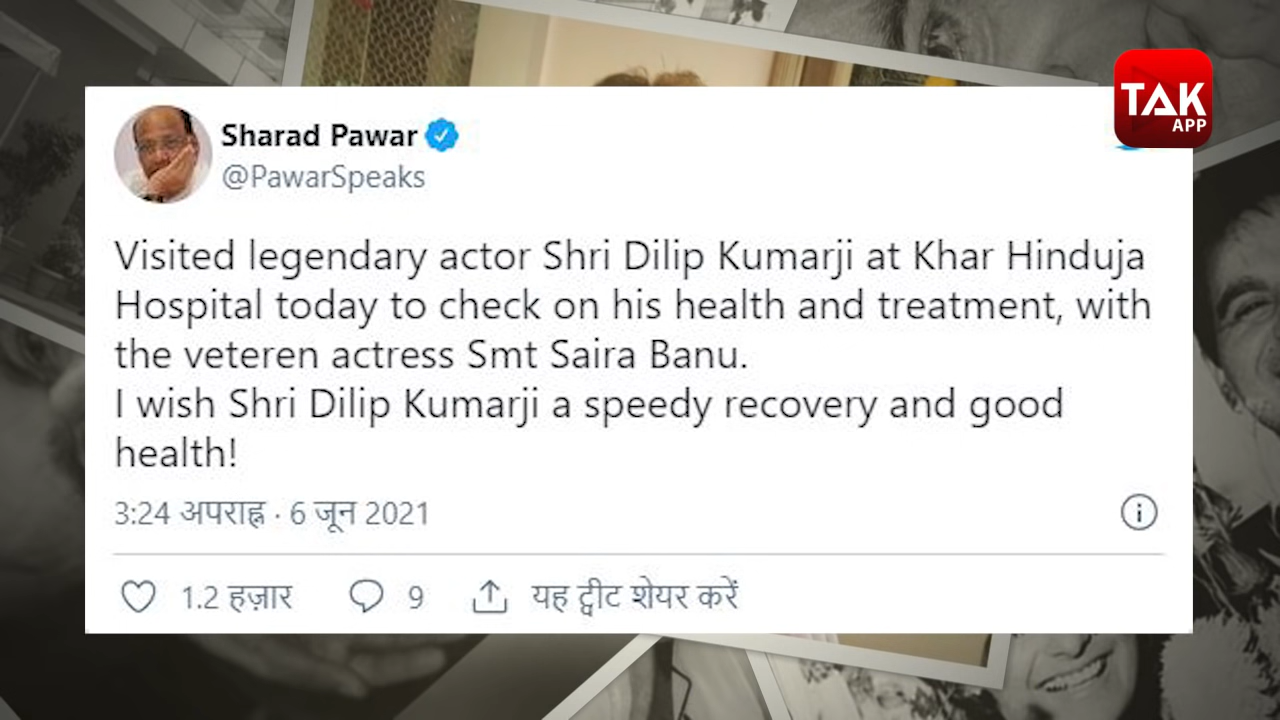 TAK
APP
Sharad Pawar
@PawarSpeaks
Visited legendary actor Shri Dilip Kumarji at Khar Hinduja
Hospital today to check on his health and treatment, with
the veteren actress Smt Saira Banu.
I wish Shri Dilip Kumarji a speedy recovery and good
health!
3:24 अपराह्न · 6 जून 2021
1.2 हज़ार 9 यह ट्वीट शेयर करें